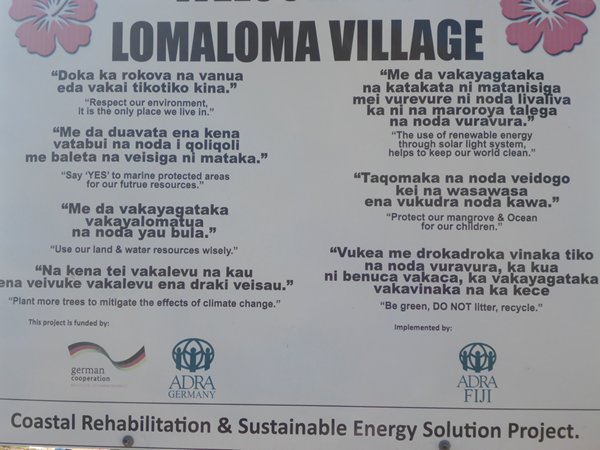 LOMALOMA VILLAGE
“Doka ka rokova na vanua
eda vakai tikotiko kina.”
“Respect our environment,
it is the only place we live in.”
“Me da duavata ena kena
vatabui na noda i qoliqoli
me baleta na veisiga ni mataka.”
“Say ‘YES’ to marine protected areas
for our futrue resources.”
“Me da vakayagataka
vakayalomatua
na noda yau bula.”
“Use our land & water resources wisely.”
“Na kena tei vakalevu na kau
ena veivuke vakalevu ena draki veisau.”
“Plant more trees to mitigate the effects of climate change.”
This project is funded by:
german
cooperation
ADRA
GERMANY
“Me da vakayagataka
na katakata ni matanisiga
mei vurevure ni noda livaliva
ka ni na maroroya talega
na noda vuravura.”
“The use of renewable energy
through solar light system,
helps to keep our world clean.”
“Taqomaka na noda veidogo
kei na wasawasa
ena vukudra noda kawa.”
“Protect our mangrove & Ocean
for our children.”
“Vukea me drokadroka vinaka tiko
na noda vuravura, ka kua
ni benuca vakaca, ka vakayagataka
vakavinaka na ka kece
“Be green, DO NOT litter, recycle.”
Implemented by:
ADRA
FIJI
Coastal Rehabilitation & Sustainable Energy Solution Project.